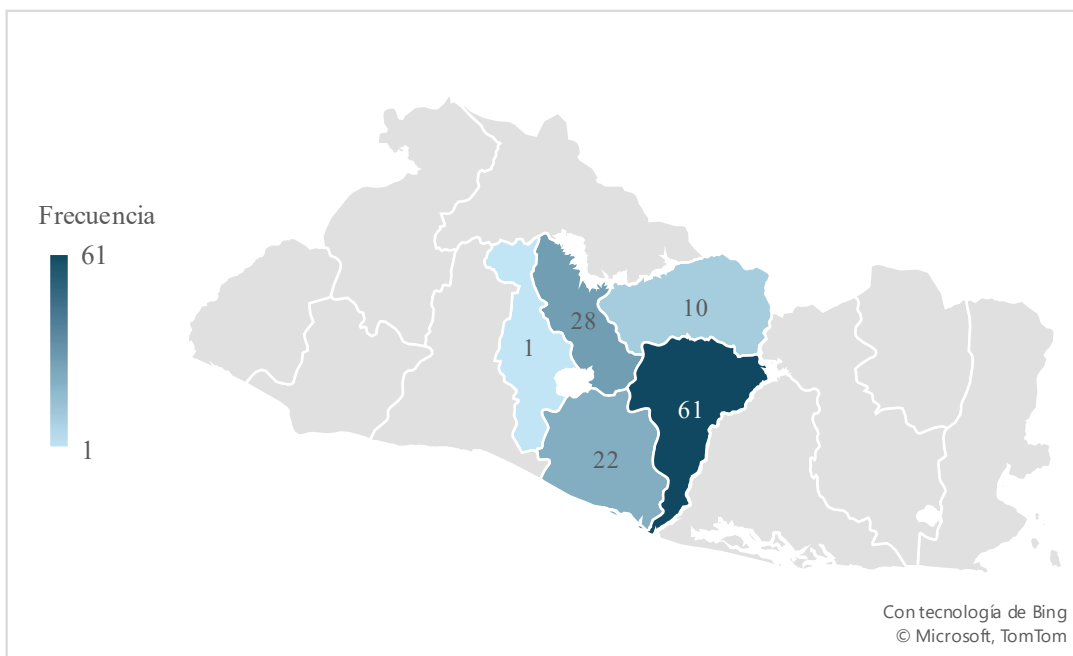 Frecuencia
61
1
28
10
1
61
22
Con tecnología de Bing
© Microsoft, TomTom